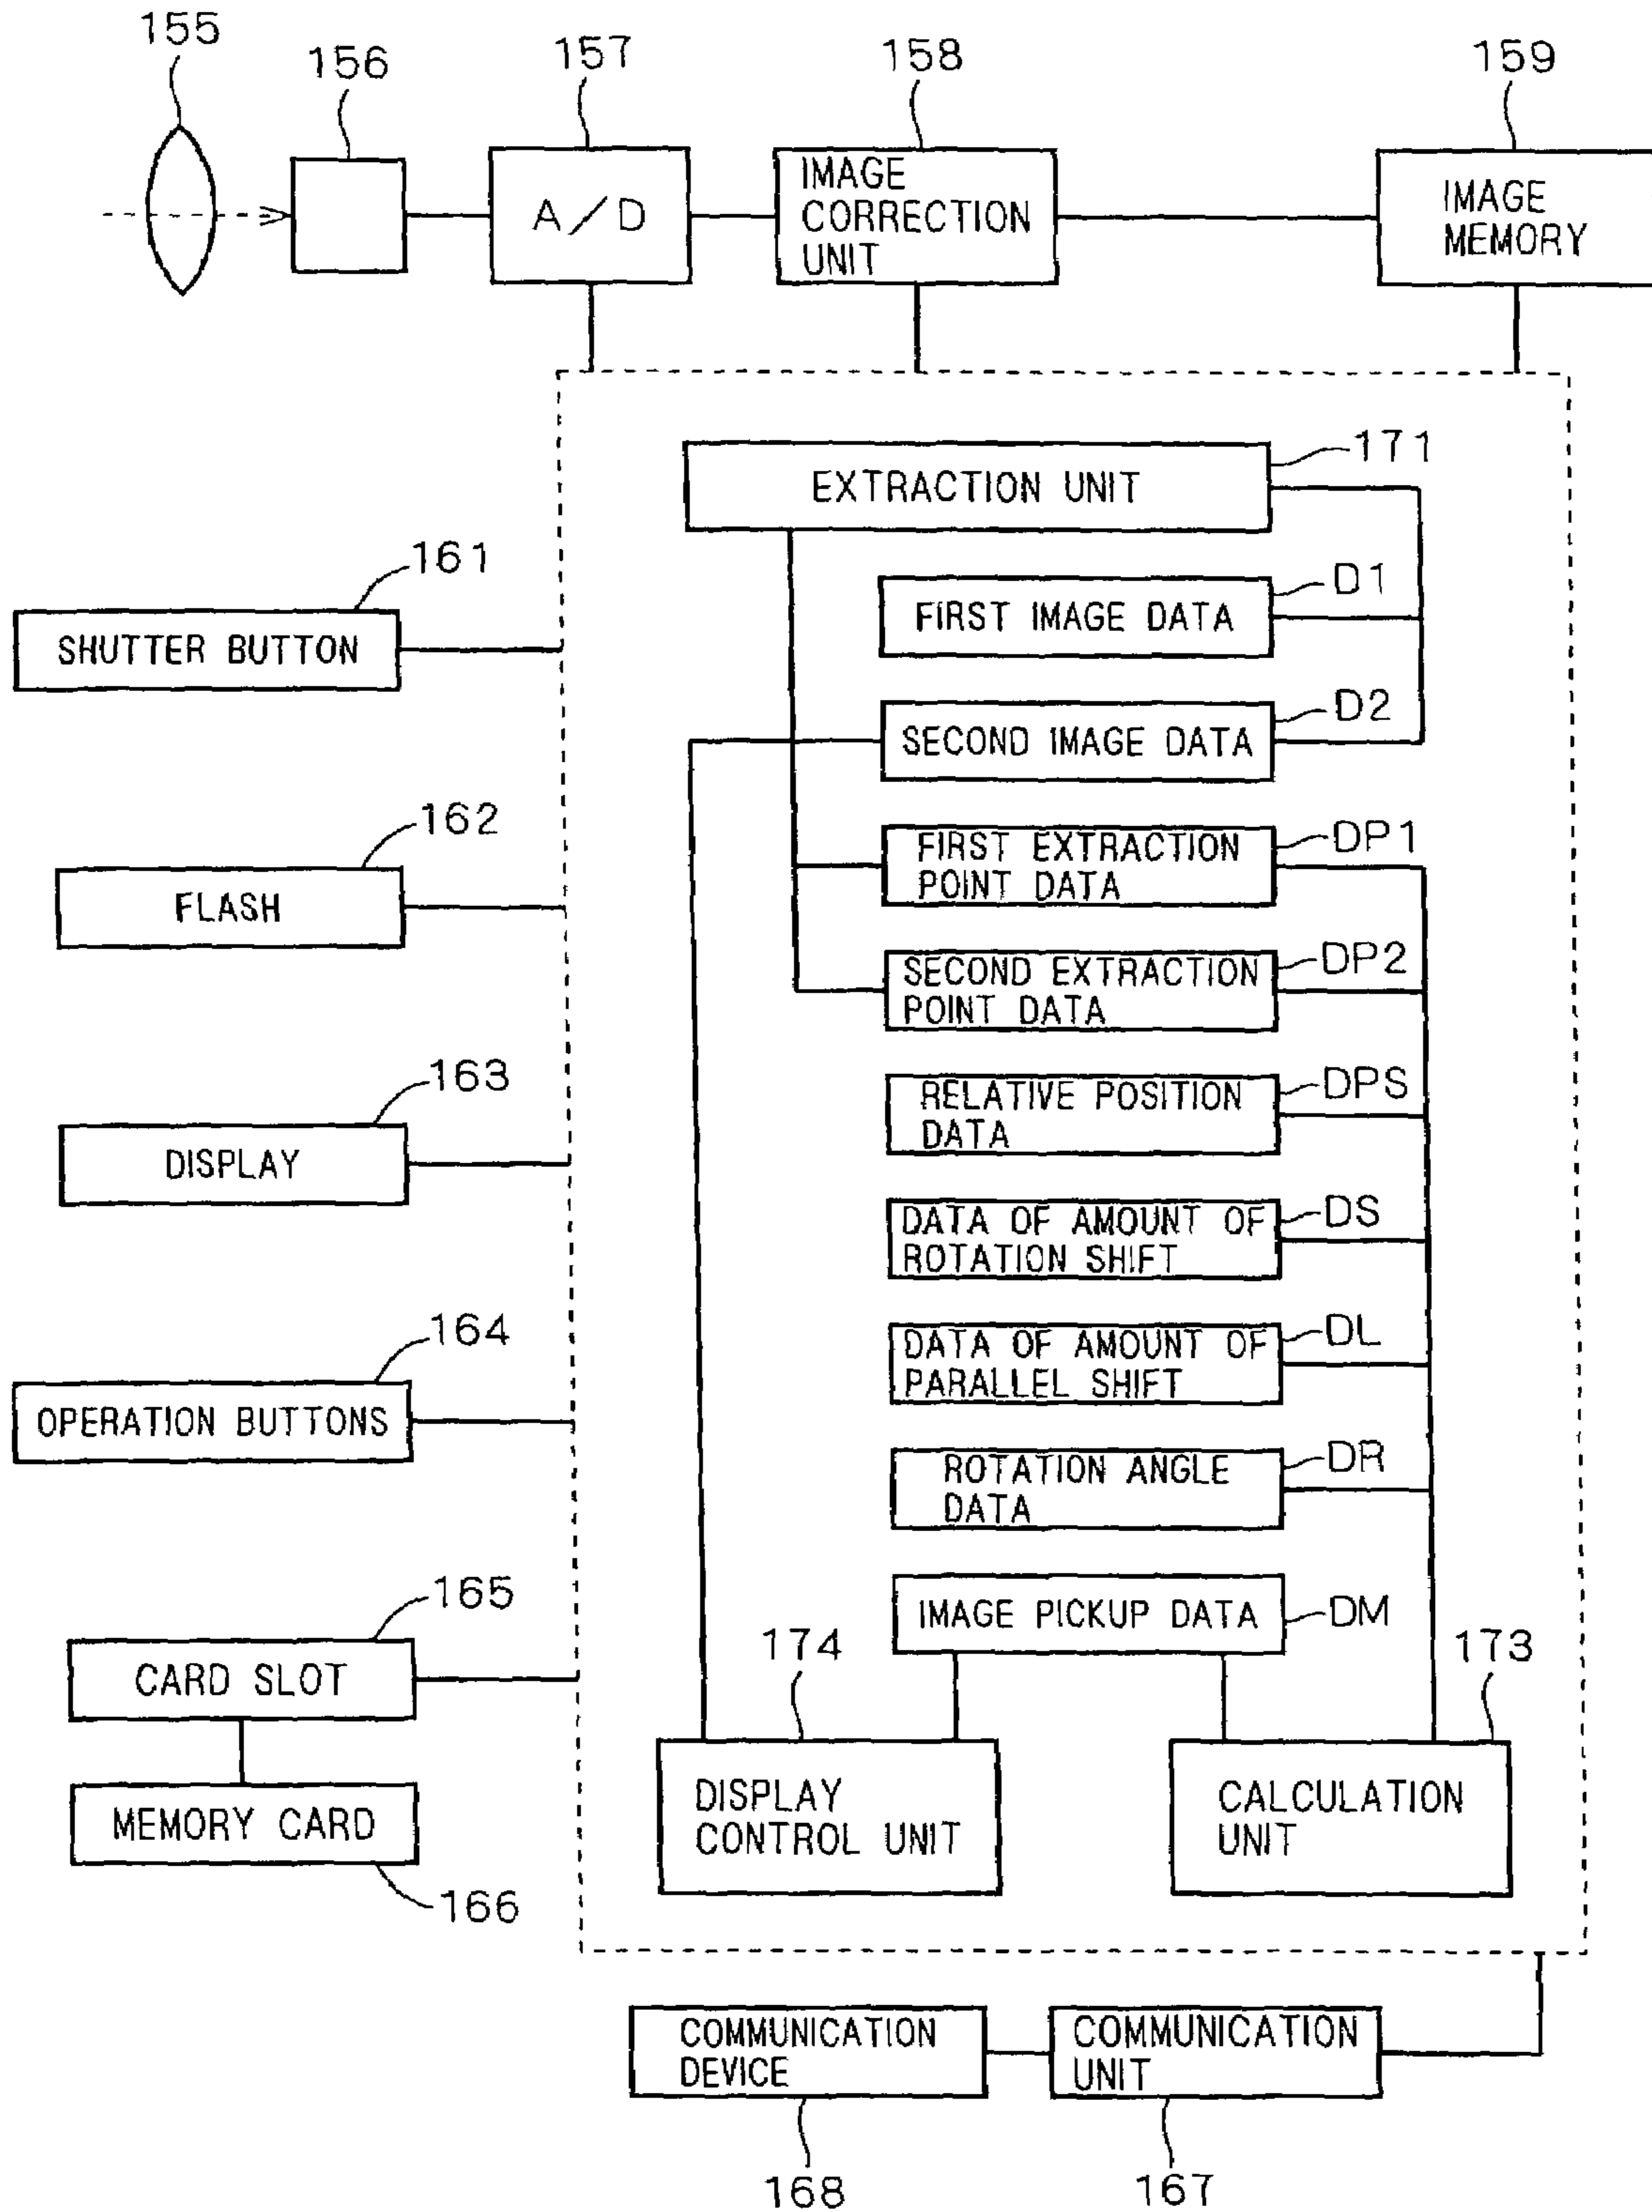 155
156
157
158
159
A/D
IMAGE
CORRECTION
UNIT
IMAGE
MEMORY
171
EXTRACTION UNIT
161
SHUTTER BUTTON
D1
FIRST IMAGE DATA
D2
SECOND IMAGE DATA
162
FLASH
DP1
FIRST EXTRACTION
POINT DATA
DP2
SECOND EXTRACTION
POINT DATA
163
DISPLAY
DPS
RELATIVE POSITION
DATA
DS
DATA OF AMOUNT OF
ROTATION SHIFT
164
OPERATION BUTTONS
DL
DATA OF AMOUNT OF
PARALLEL SHIFT
DR
ROTATION ANGLE
DATA
165
CARD SLOT
IMAGE PICKUP DATA
DM
174
173
MEMORY CARD
166
DISPLAY
CONTROL UNIT
CALCULATION
UNIT
COMMUNICATION
DEVICE
COMMUNICATION
UNIT
168
167